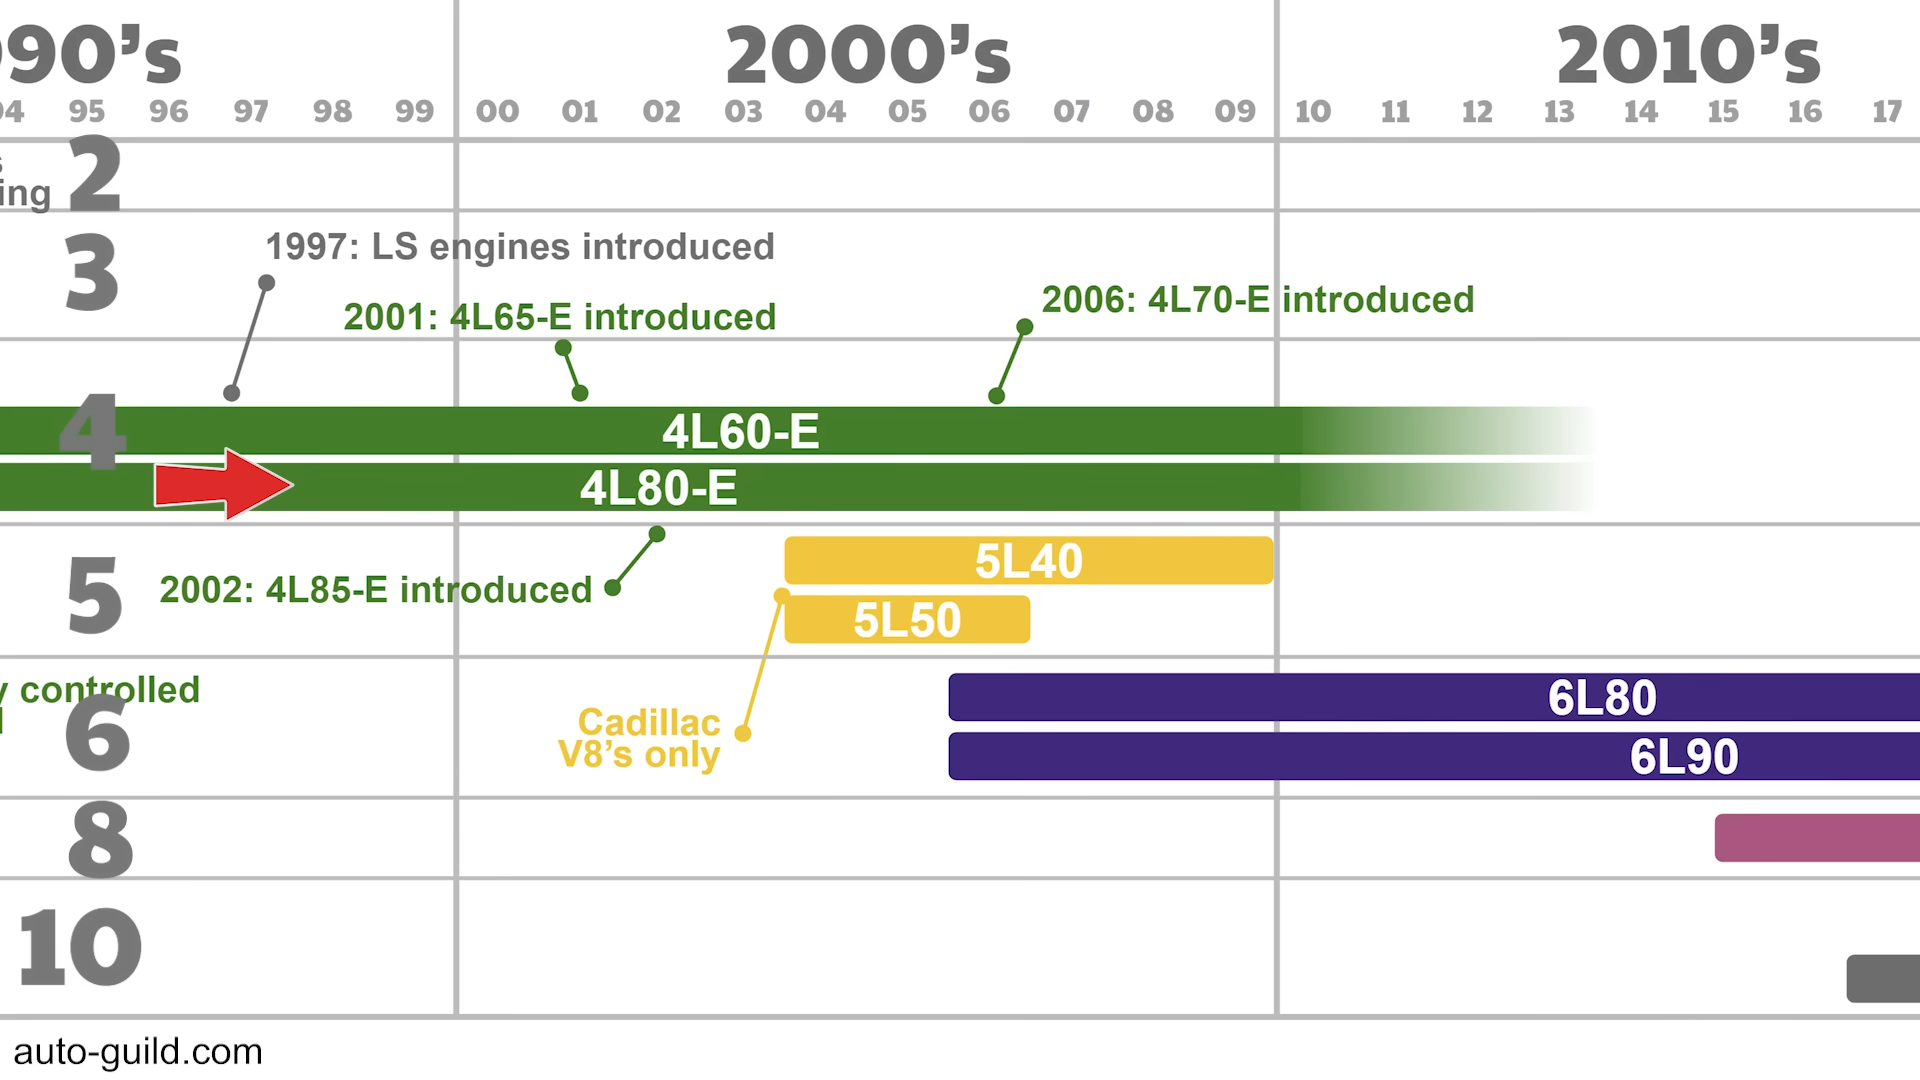 90's 2000's 2010's
94 95 96 97 98 99 00 01 02 03 04 05 06 07 08 09 10 11 12 13 14 15 16 17
2
ing
3
1997: LS engines introduced
2001: 4L65-E introduced
2006: 4L70-E introduced
4
4L60-E
4L80-E
5
5L40
2002: 4L85-E introduced
5L50
y controlled
6
6L80
Cadillac
V8's only
6L90
8
10
auto-guild.com